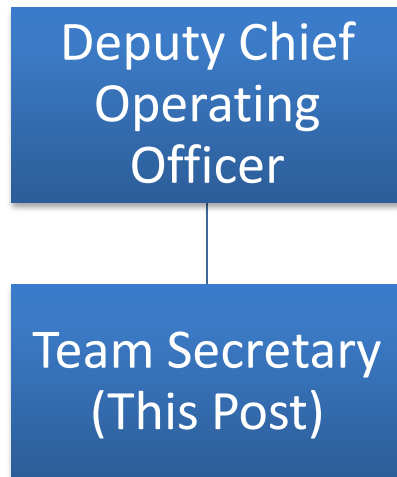 Deputy Chief
Operating
Officer
Team Secretary
(This Post)